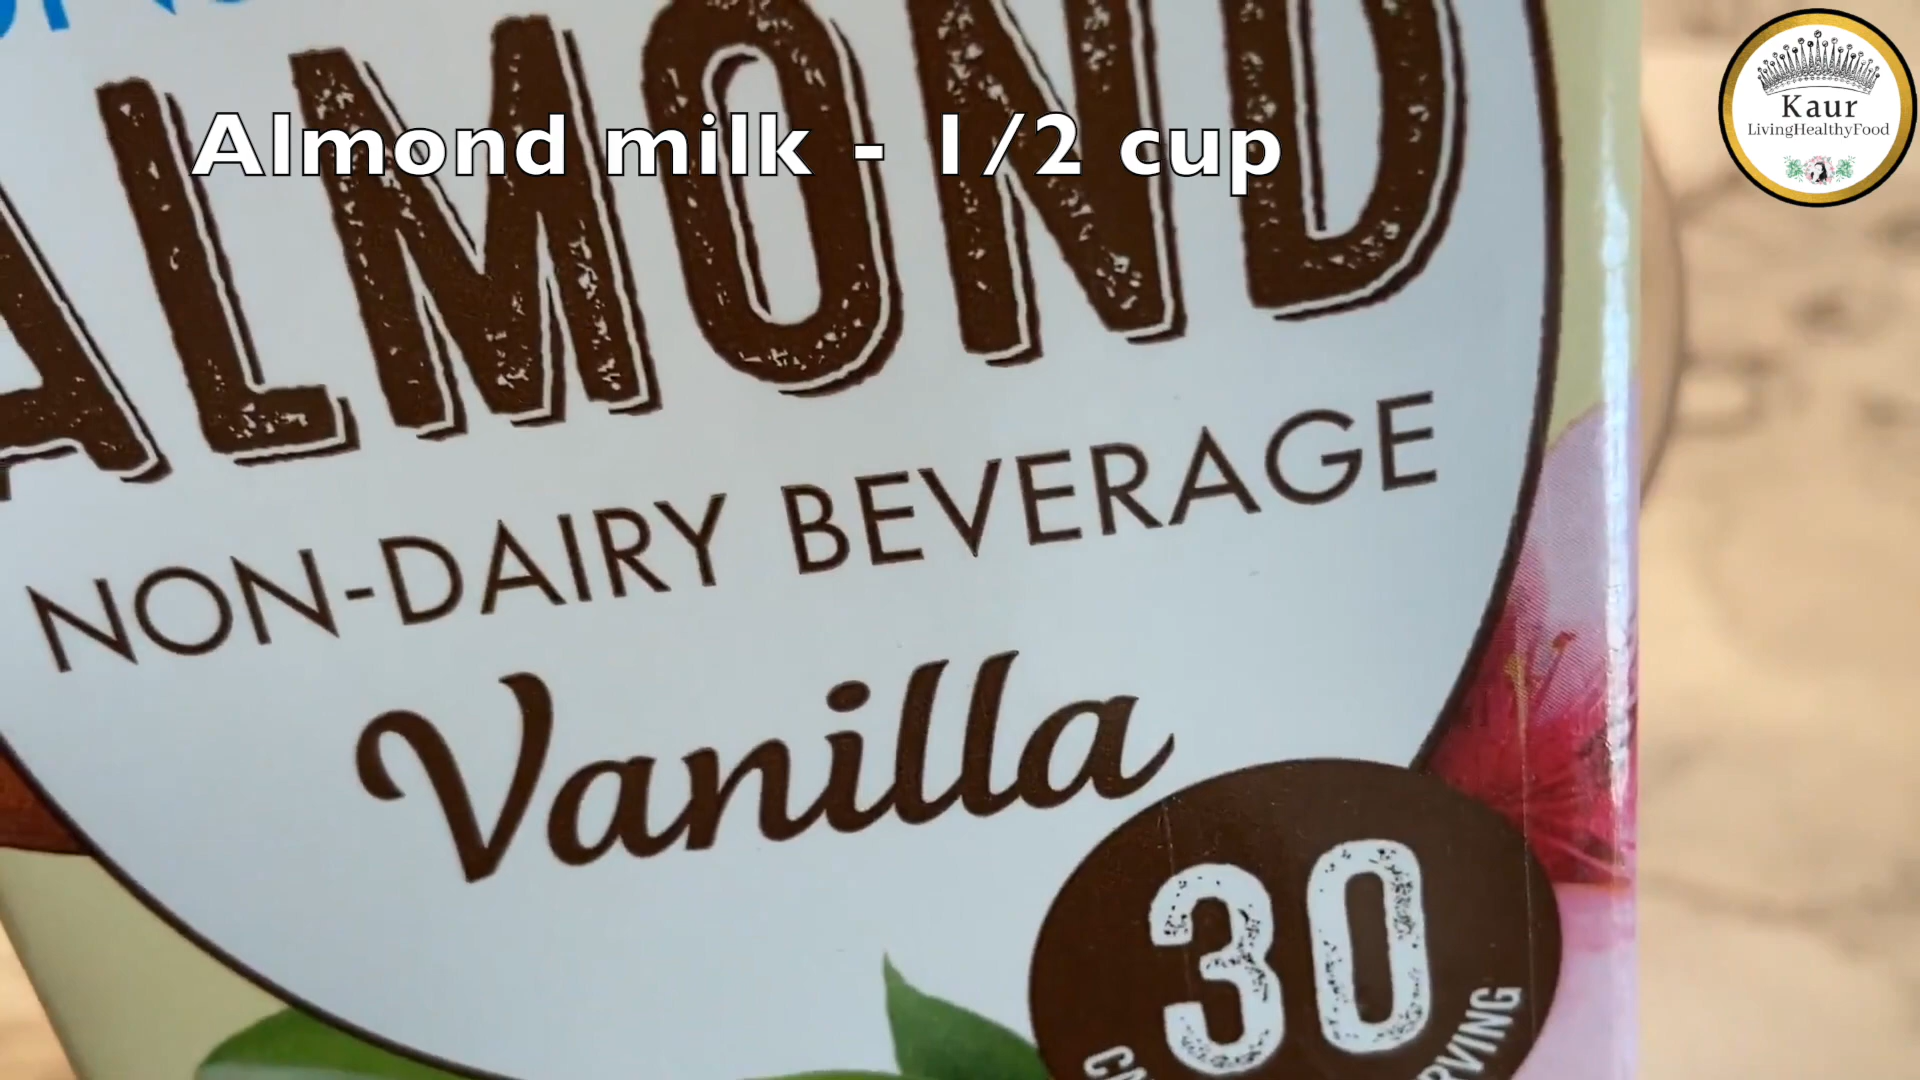 Almond milk - 1/2 cup
ALMOND
NON-DAIRY BEVERAGE
Vanilla
30
Kaur
LivingHealthyFood